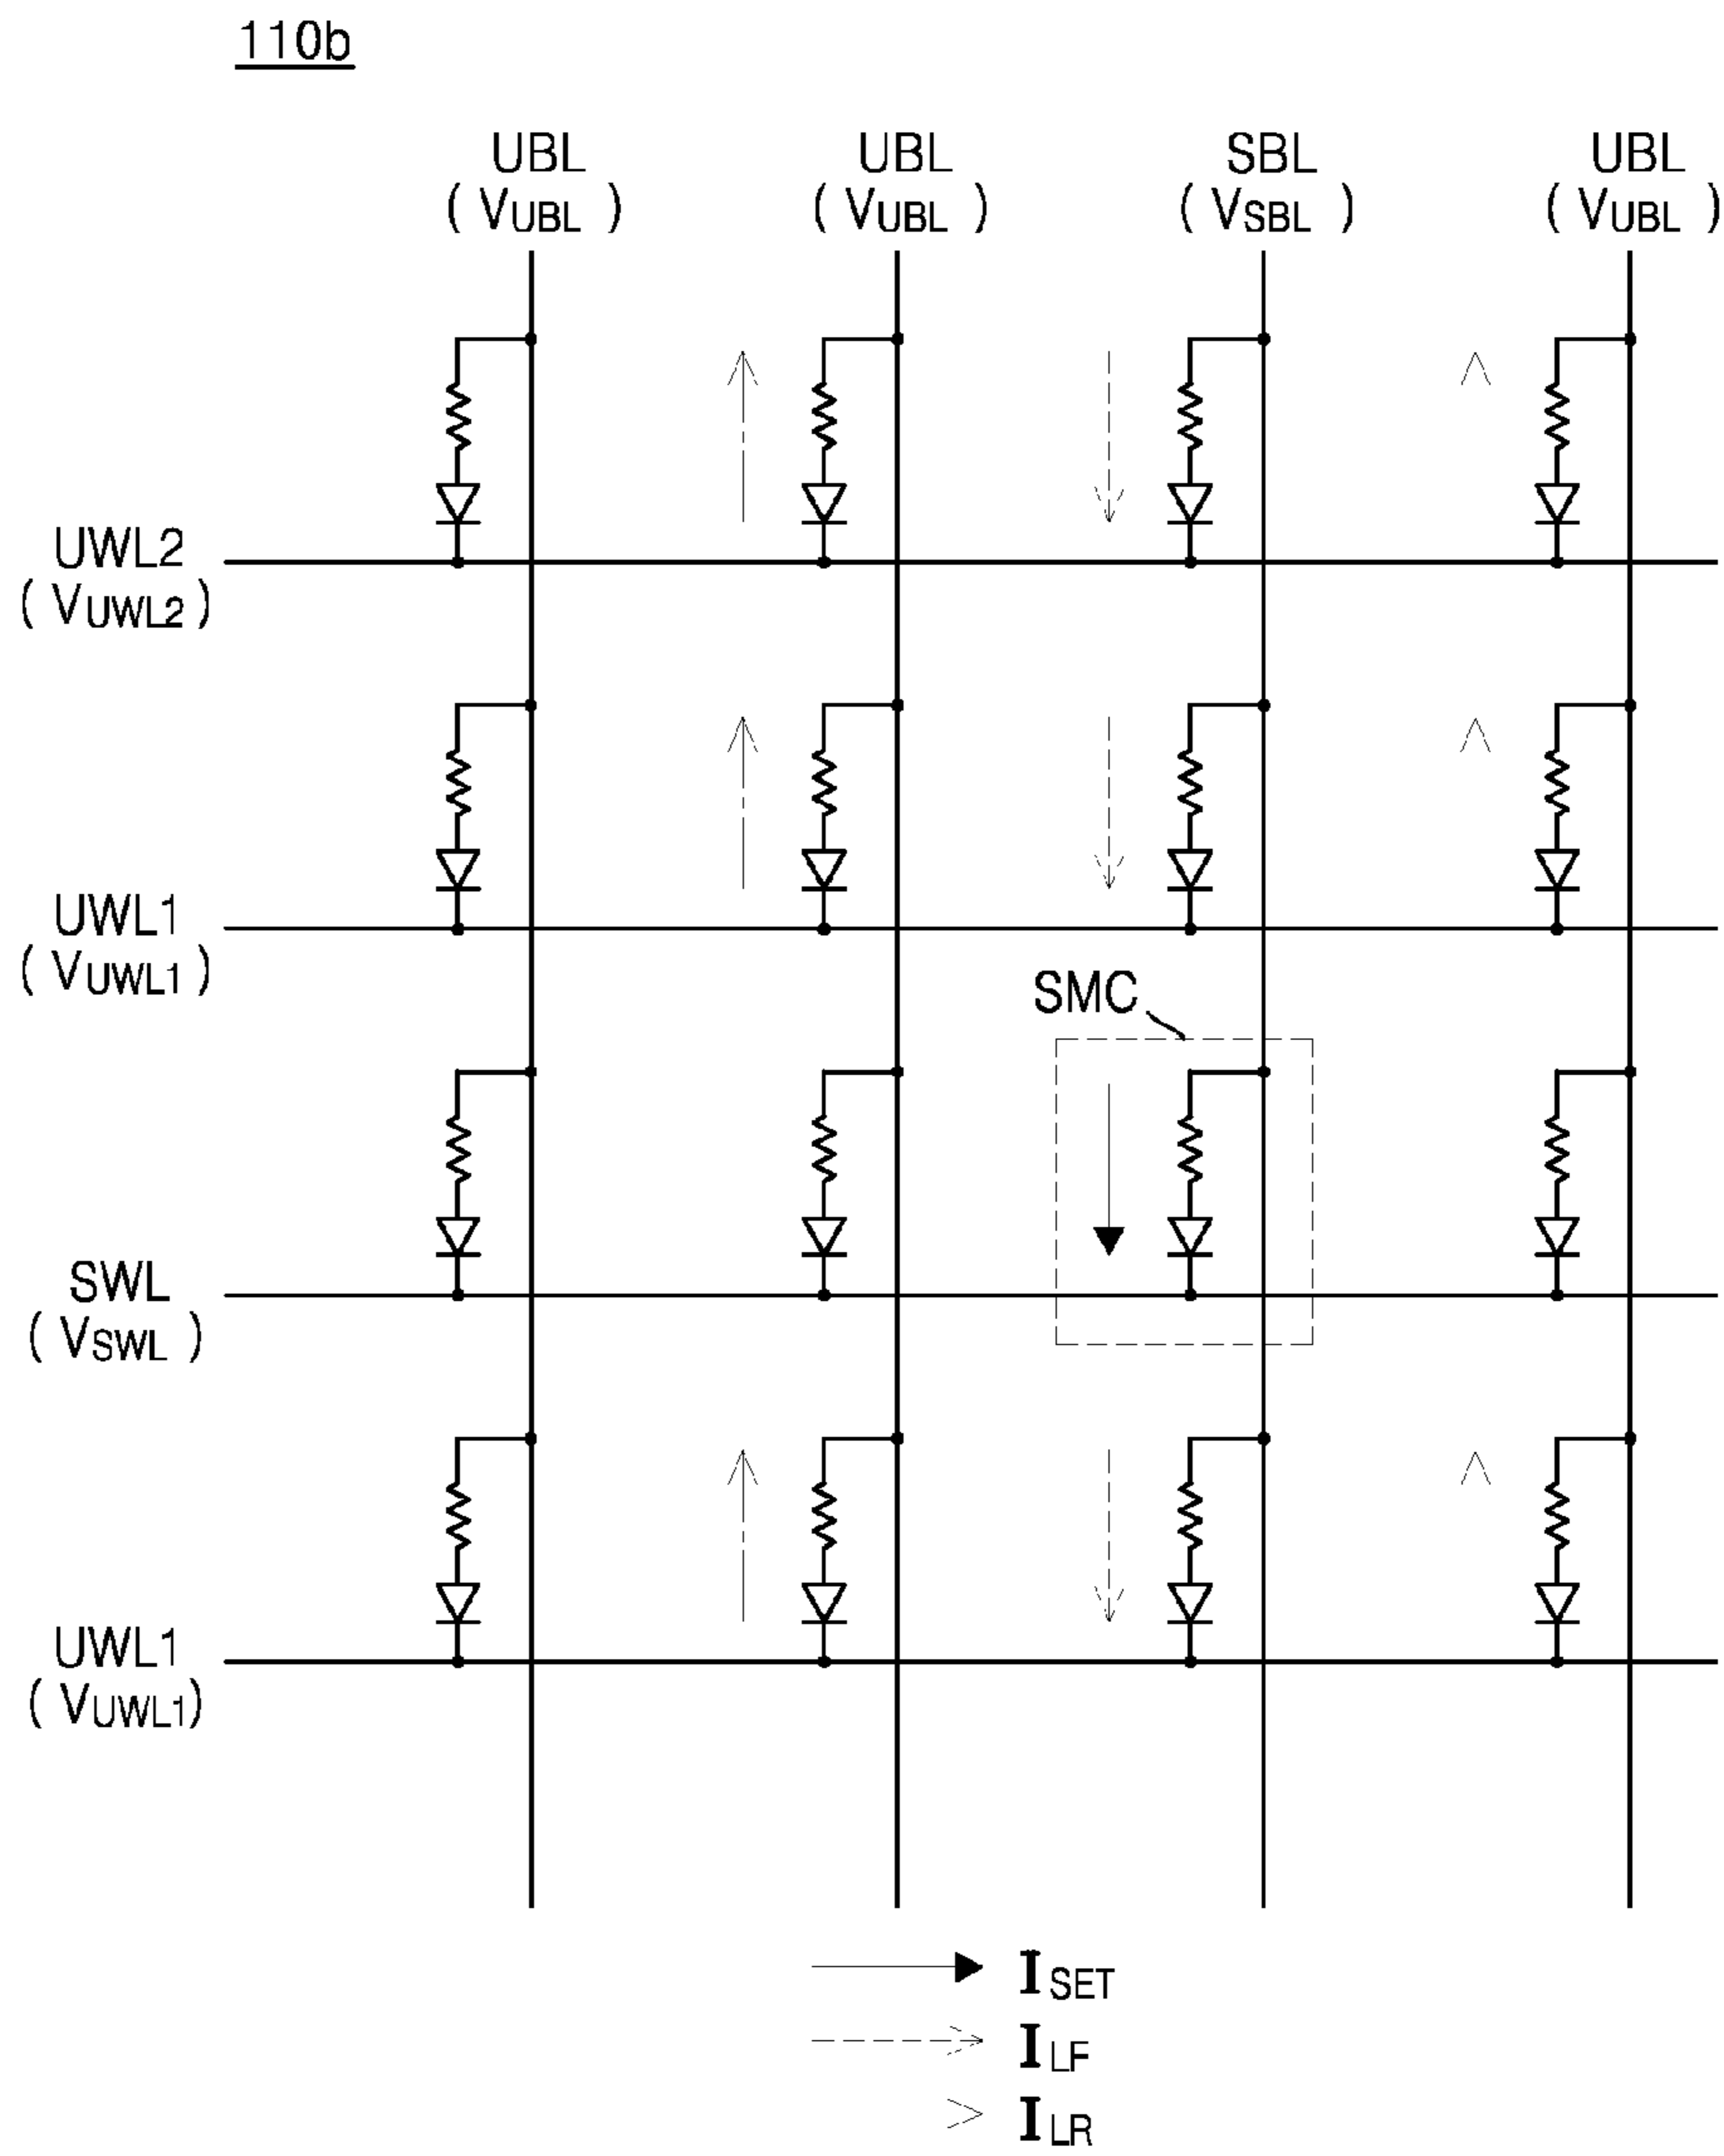 110b
UBL UBL SBL UBL
( VUBL ) ( VUBL ) ( VSBL ) ( VUBL )
UWL2
( VUWL2 )
UWL1
( VUWL1 )
SMC
SWL
( VSWL )
UWL1
( VUWL1 )
ISET
ILF
ILR